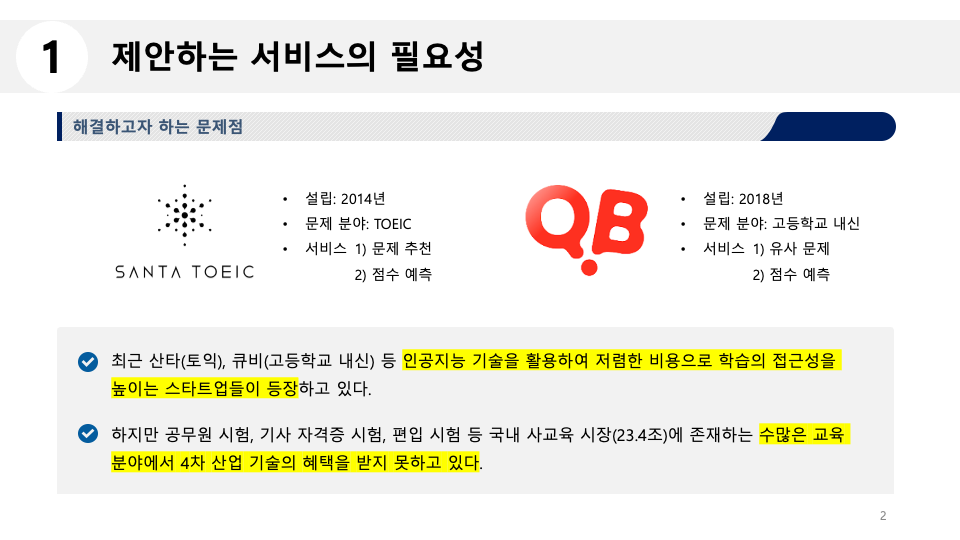 1
제안하는 서비스의 필요성
해결하고자 하는 문제점
SANTA TOEIC
• 설립: 2014년
• 문제 분야: TOEIC
• 서비스 1) 문제 추천
2) 점수 예측
QB
• 설립: 2018년
• 문제 분야: 고등학교 내신
• 서비스 1) 유사 문제
2) 점수 예측
최근 산타(토익), 큐비(고등학교 내신) 등 인공지능 기술을 활용하여 저렴한 비용으로 학습의 접근성을
높이는 스타트업들이 등장하고 있다.
하지만 공무원 시험, 기사 자격증 시험, 편입 시험 등 국내 사교육 시장(23.4조)에 존재하는 수많은 교육
분야에서 4차 산업 기술의 혜택을 받지 못하고 있다.
2